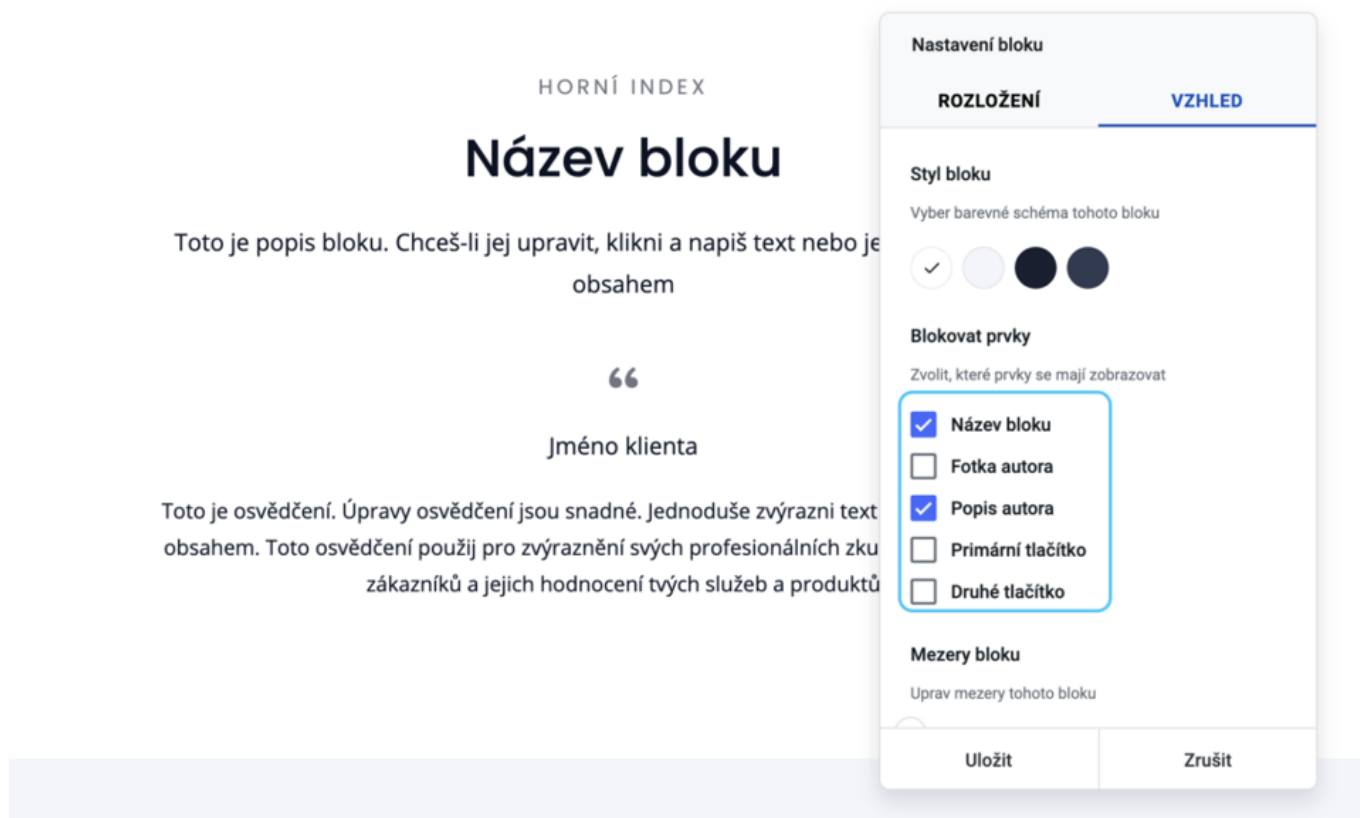 HORNÍ INDEX
Název bloku
Toto je popis bloku. Chceš-li jej upravit, klikni a napiš text nebo je
obsahem
Jméno klienta
Toto je osvědčení. Úpravy osvědčení jsou snadné. Jednoduše zvýrazni text
obsahem. Toto osvědčení použij pro zvýraznění svých profesionálních zku
zákazníků a jejich hodnocení tvých služeb a produktů
Nastavení bloku
ROZLOŽENÍ VZHLED
Styl bloku
Vyber barevné schéma tohoto bloku
Blokovat prvky
Zvolit, které prvky se mají zobrazovat
Název bloku
Fotka autora
Popis autora
Primární tlačítko
Druhé tlačítko
Mezery bloku
Uprav mezery tohoto bloku
Uložit Zrušit